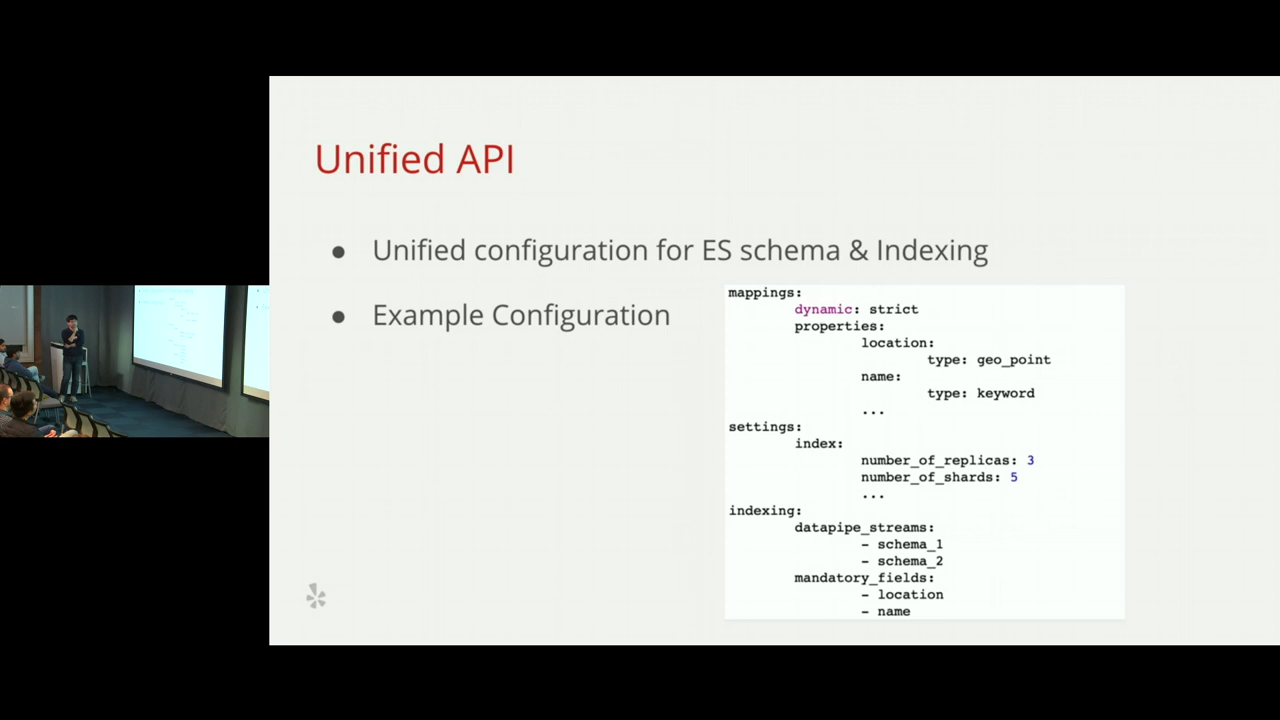 Unified API
● Unified configuration for ES schema & Indexing
● Example Configuration
mappings:
dynamic: strict
properties:
location:
type: geo_point
name:
type: keyword
...
settings:
index:
number_of_replicas: 3
number_of_shards: 5
...
indexing:
datapipe_streams:
- schema_1
- schema_2
mandatory_fields:
- location
- name